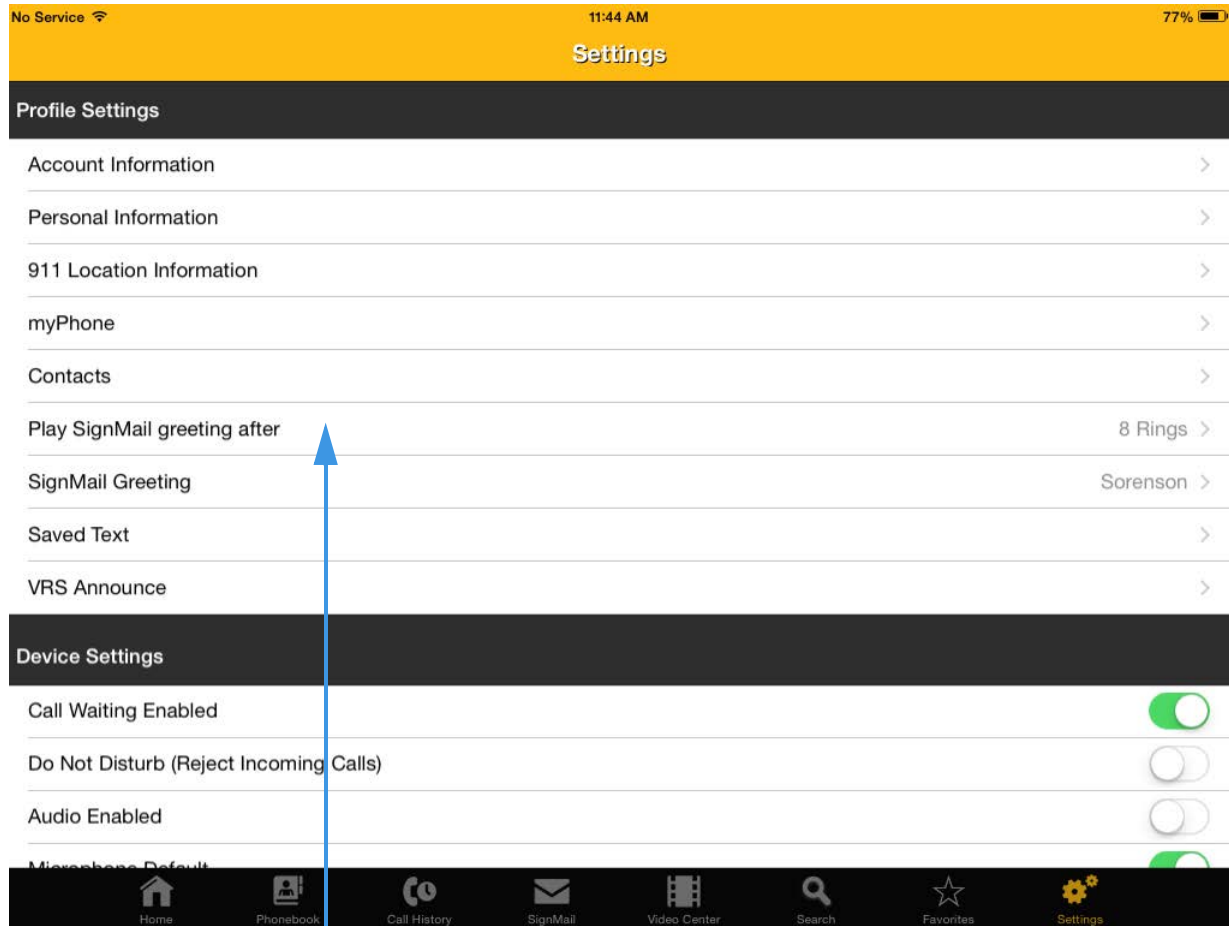 No Service 11:44 AM 77%
Settings
Profile Settings
Account Information
Personal Information
911 Location Information
myPhone
Contacts
Play SignMail greeting after 8 Rings
SignMail Greeting Sorenson
Saved Text
VRS Announce
Device Settings
Call Waiting Enabled
Do Not Disturb (Reject Incoming Calls)
Audio Enabled
Microphone Default
Home Phonebook Call History SignMail Video Center Search Favorites Settings